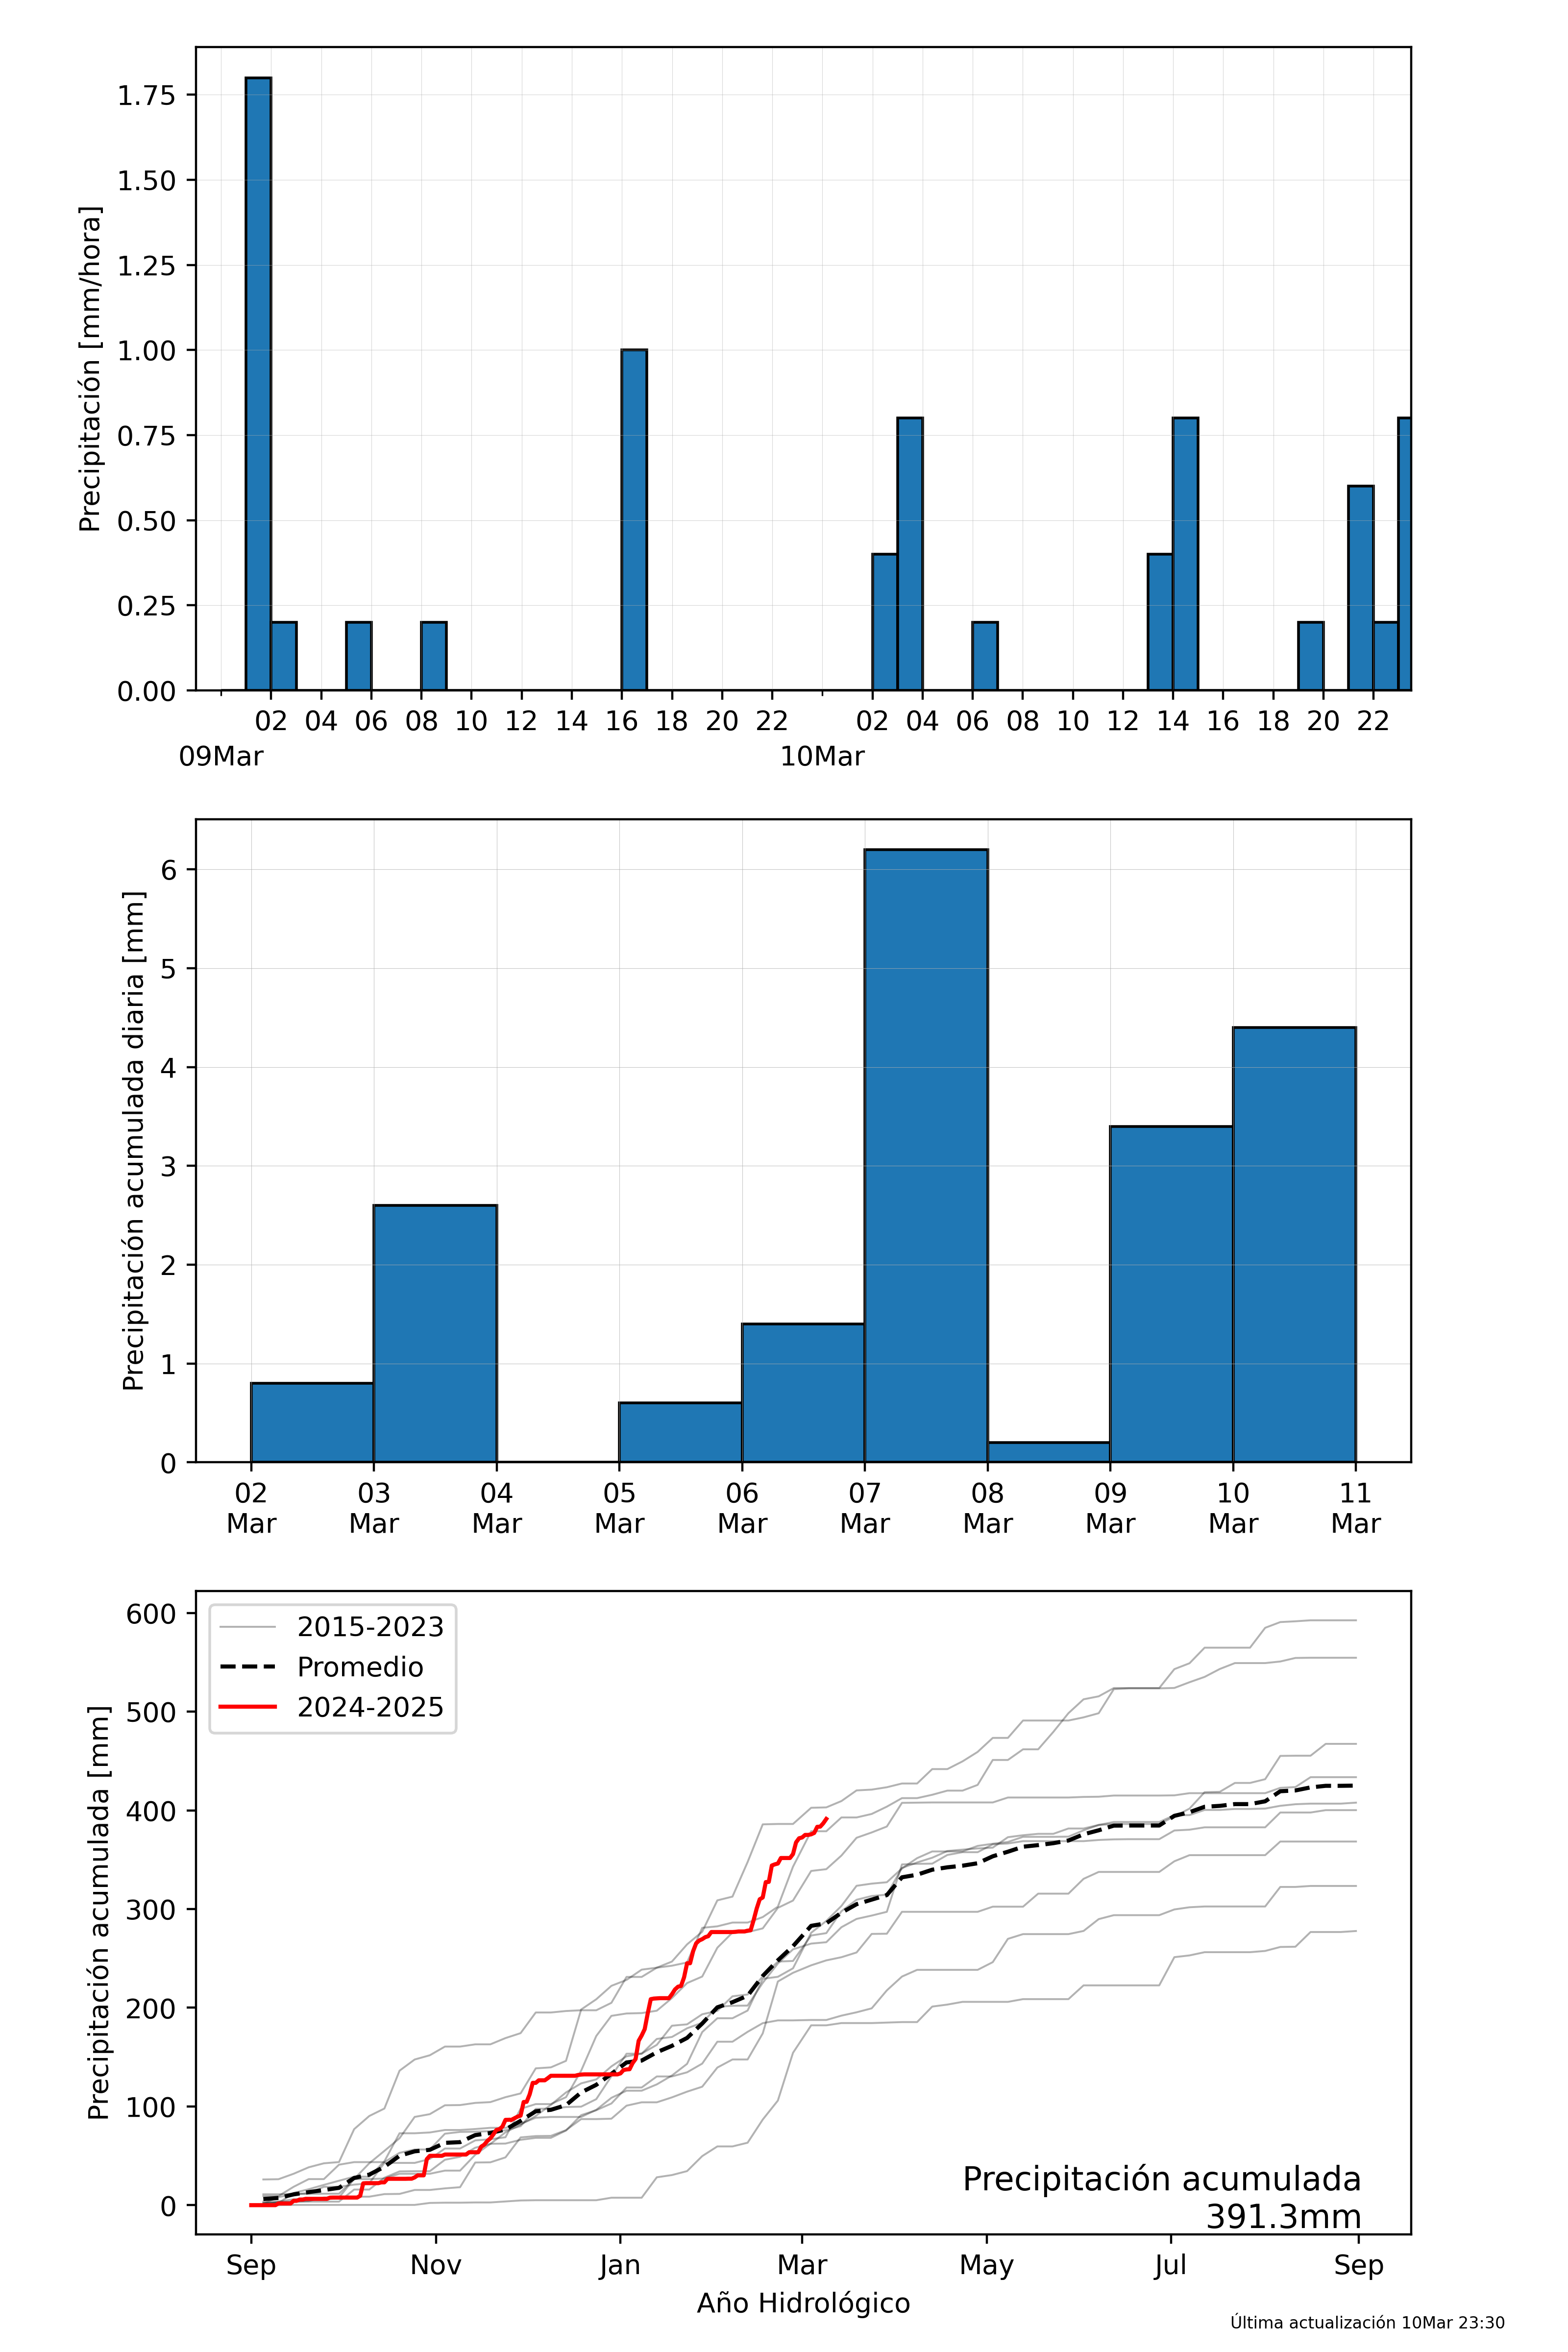 Precipitación [mm/hora]
1.75
1.50
1.25
1.00
0.75
0.50
0.25
0.00
02 04 06 08 10 12 14 16 18 20 22 02 04 06 08 10 12 14 16 18 20 22
09Mar 10Mar
Precipitación acumulada diaria [mm]
6
5
4
3
2
1
0
02 03 04 05 06 07 08 09 10 11
Mar Mar Mar Mar Mar Mar Mar Mar Mar Mar
Precipitación acumulada [mm]
600
500
400
300
200
100
0
2015-2023
Promedio
2024-2025
Precipitación acumulada
391.3mm
Sep Nov Jan Mar May Jul Sep
Año Hidrológico
Última actualización 10Mar 23:30